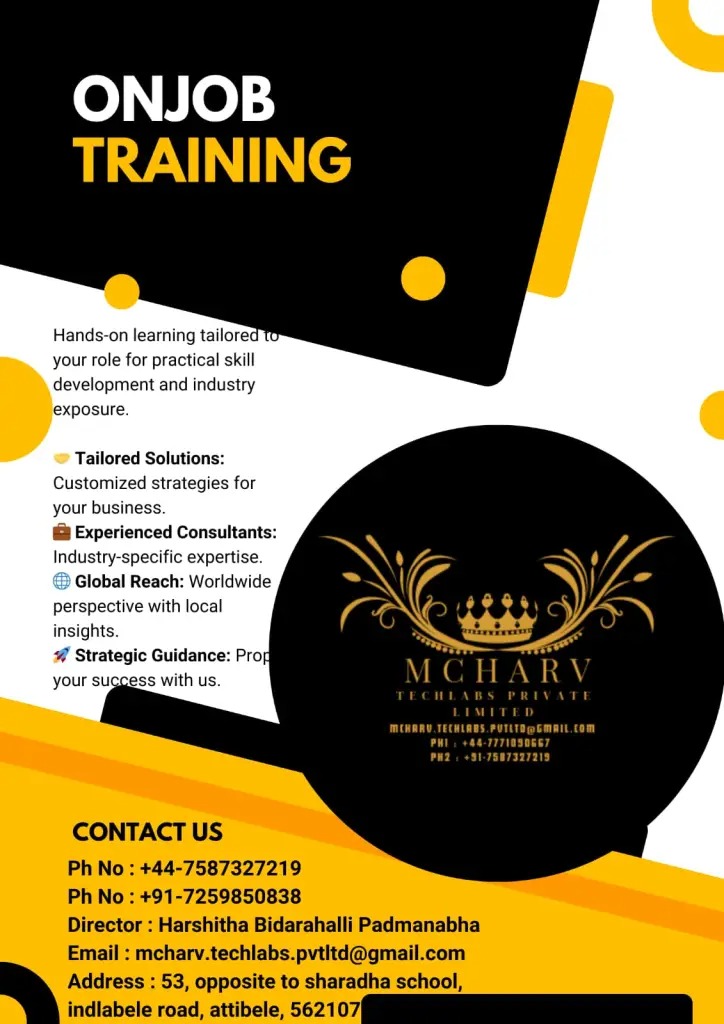 ONJOB
TRAINING
Hands-on learning tailored to
your role for practical skill
development and industry
exposure.
🤝 Tailored Solutions:
Customized strategies for
your business.
💼 Experienced Consultants:
Industry-specific expertise.
🌐 Global Reach: Worldwide
perspective with local
insights.
🚀 Strategic Guidance: Prop
your success with us.
MCHARV
TECHLABS PRIVATE
LIMITED
MCHARV.TECHLABS.PVTLTD@GMAIL.COM
PH1 : +44-7771090667
PH2 : +91-7587327219
CONTACT US
Ph No : +44-7587327219
Ph No : +91-7259850838
Director : Harshitha Bidarahalli Padmanabha
Email : mcharv.techlabs.pvtltd@gmail.com
Address : 53, opposite to sharadha school,
indlabele road, attibele, 562107